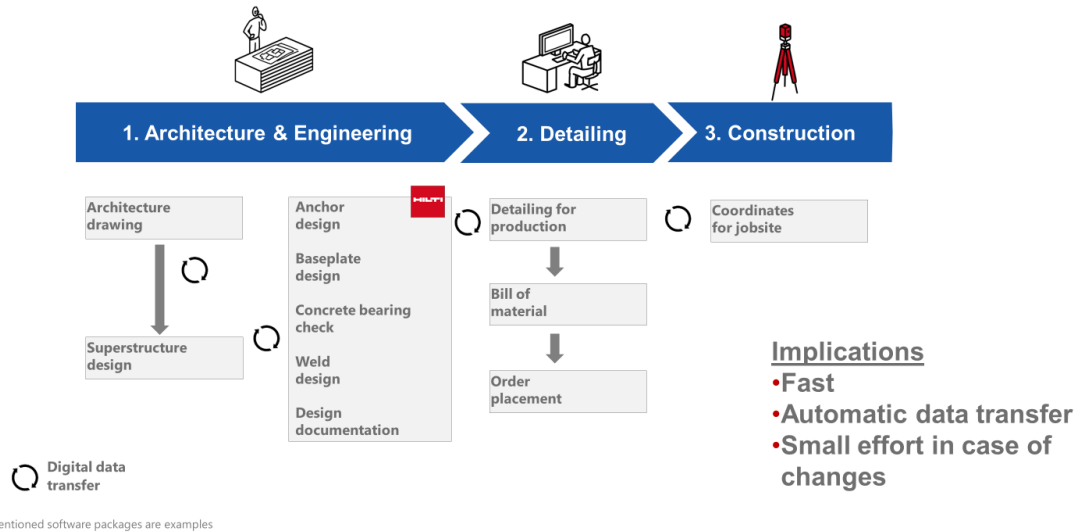 1. Architecture & Engineering
2. Detailing
3. Construction
Architecture
drawing
Superstructure
design
HILTI
Anchor
design
Baseplate
design
Concrete bearing
check
Weld
design
Design
documentation
Detailing for
production
Bill of
material
Order
placement
Coordinates
for jobsite
Implications
•Fast
•Automatic data transfer
•Small effort in case of
changes
Digital data
transfer
entioned software packages are examples